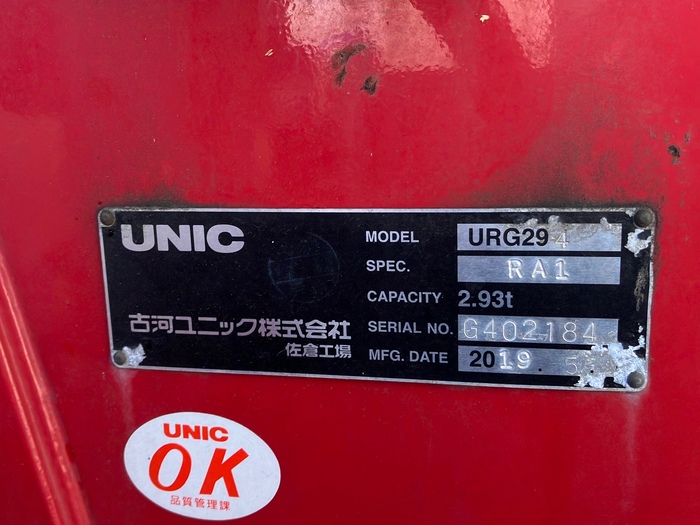 UNIC
MODEL URG294
SPEC. RA1
CAPACITY 2.93t
古河ユニック株式会社
SERIAL NO. G402184
佐倉工場
MFG. DATE 2019. 5
UNIC
OK
品質管理課